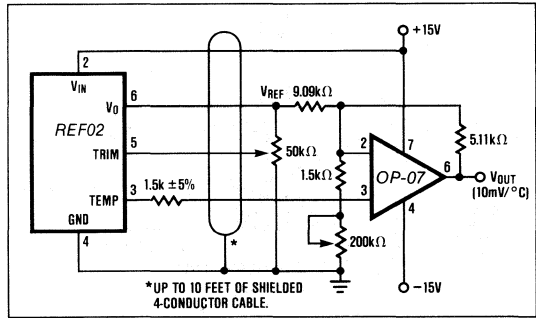 +15V
2
VIN
6
VREF
9.09kΩ
VO
REF02
5
TRIM
50kΩ
2
7
5.11kΩ
6
VOUT
(10mV/°C)
OP-07
1.5kΩ
3
1.5k ±5%
TEMP
3
4
GND
4
*
200kΩ
*UP TO 10 FEET OF SHIELDED
4-CONDUCTOR CABLE.
-15V